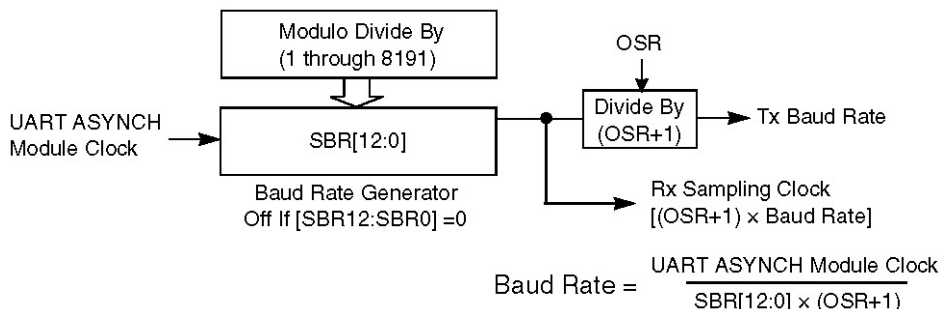 Modulo Divide By
(1 through 8191)
OSR
UART ASYNCH
Module Clock
SBR[12:0]
Divide By
(OSR+1)
Tx Baud Rate
Baud Rate Generator
Off If [SBR12:SBR0] =0
Rx Sampling Clock
[(OSR+1) × Baud Rate]
Baud Rate =
UART ASYNCH Module Clock
SBR[12:0] × (OSR+1)